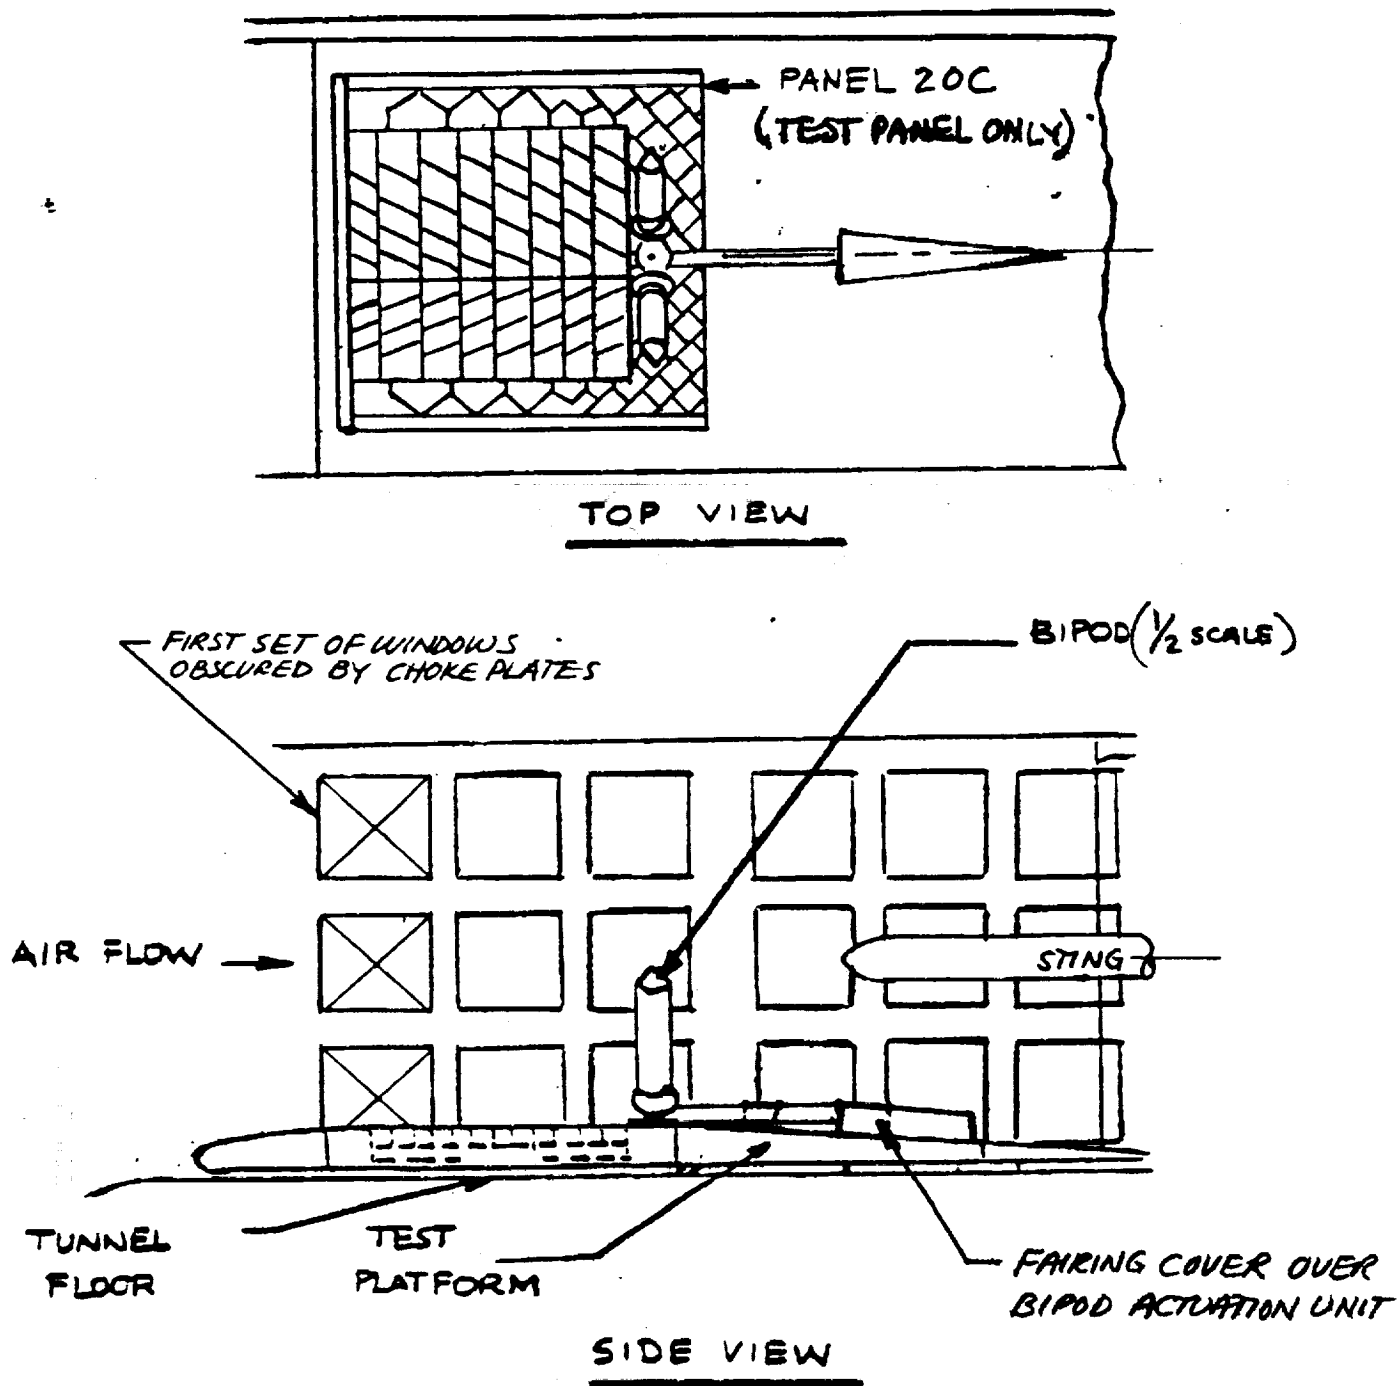 PANEL 20C
(TEST PANEL ONLY)
TOP VIEW
FIRST SET OF WINDOWS
OBSCURED BY CHOKE PLATES
BIPOD (1/2 SCALE)
AIR FLOW
STING
TUNNEL
FLOOR
TEST
PLATFORM
FAIRING COVER OVER
BIPOD ACTUATION UNIT
SIDE VIEW